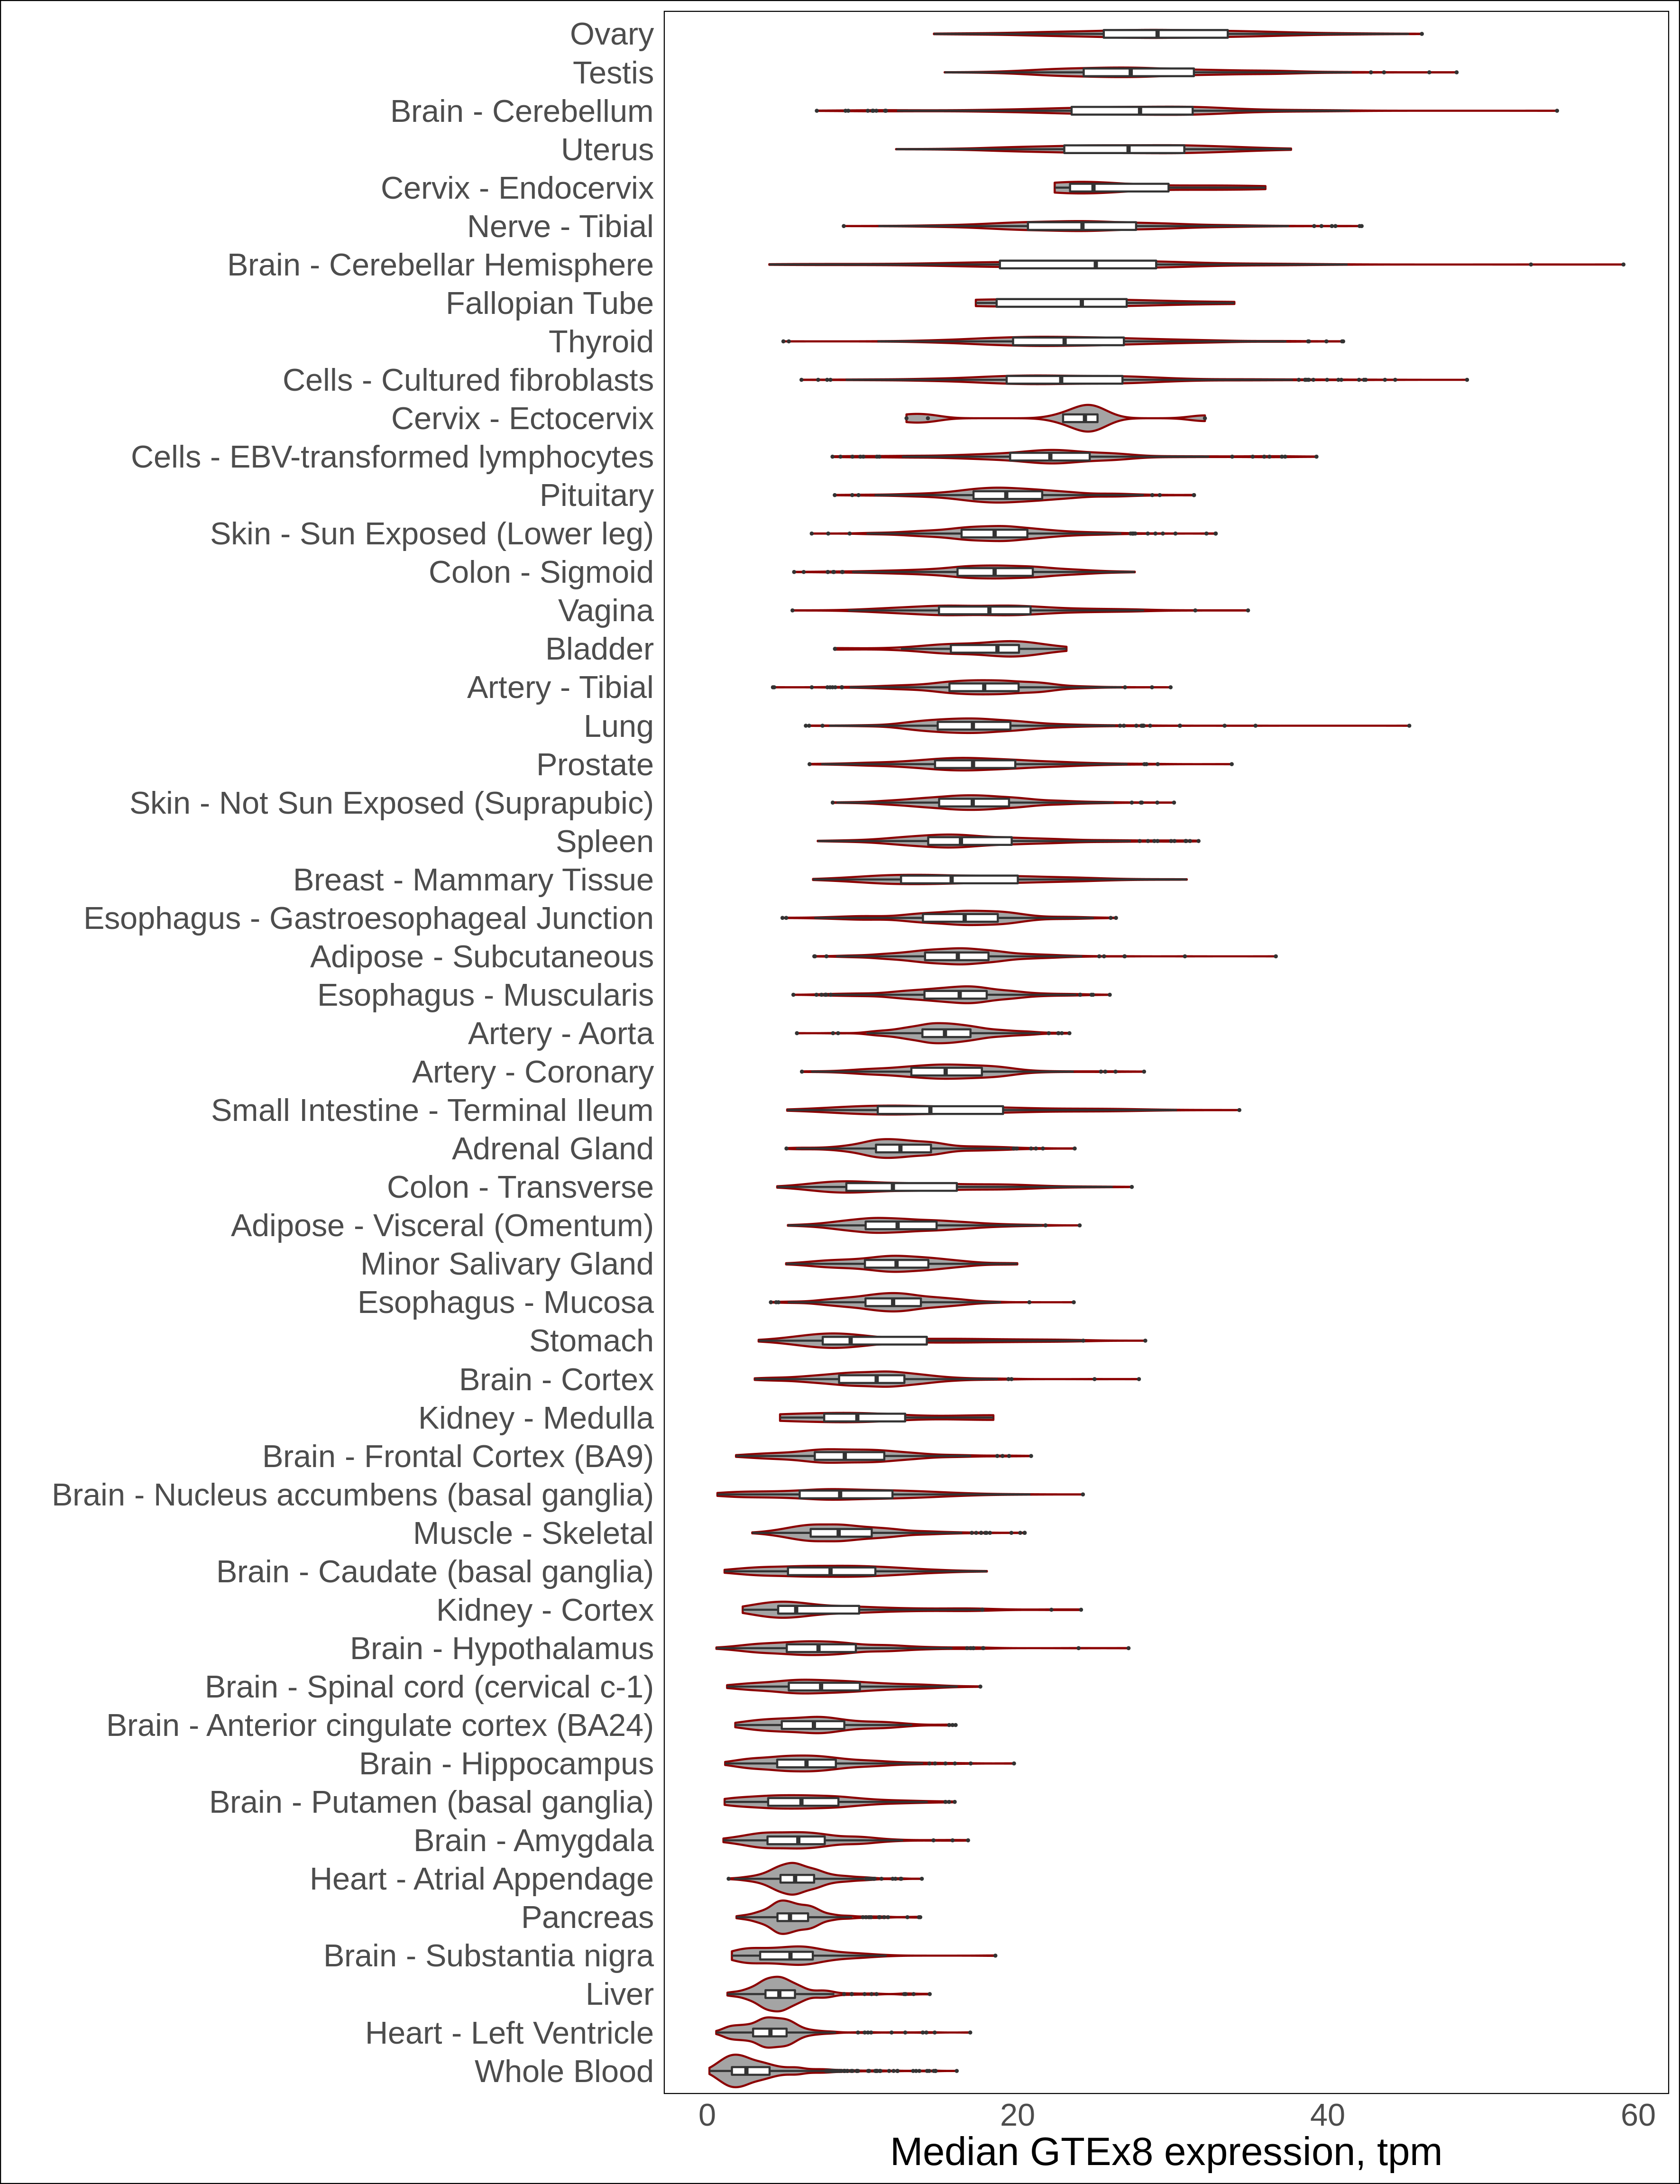 Ovary
Testis
Brain - Cerebellum
Uterus
Cervix - Endocervix
Nerve - Tibial
Brain - Cerebellar Hemisphere
Fallopian Tube
Thyroid
Cells - Cultured fibroblasts
Cervix - Ectocervix
Cells - EBV-transformed lymphocytes
Pituitary
Skin - Sun Exposed (Lower leg)
Colon - Sigmoid
Vagina
Bladder
Artery - Tibial
Lung
Prostate
Skin - Not Sun Exposed (Suprapubic)
Spleen
Breast - Mammary Tissue
Esophagus - Gastroesophageal Junction
Adipose - Subcutaneous
Esophagus - Muscularis
Artery - Aorta
Artery - Coronary
Small Intestine - Terminal Ileum
Adrenal Gland
Colon - Transverse
Adipose - Visceral (Omentum)
Minor Salivary Gland
Esophagus - Mucosa
Stomach
Brain - Cortex
Kidney - Medulla
Brain - Frontal Cortex (BA9)
Brain - Nucleus accumbens (basal ganglia)
Muscle - Skeletal
Brain - Caudate (basal ganglia)
Kidney - Cortex
Brain - Hypothalamus
Brain - Spinal cord (cervical c-1)
Brain - Anterior cingulate cortex (BA24)
Brain - Hippocampus
Brain - Putamen (basal ganglia)
Brain - Amygdala
Heart - Atrial Appendage
Pancreas
Brain - Substantia nigra
Liver
Heart - Left Ventricle
Whole Blood
0 20 40 60
Median GTEx8 expression, tpm